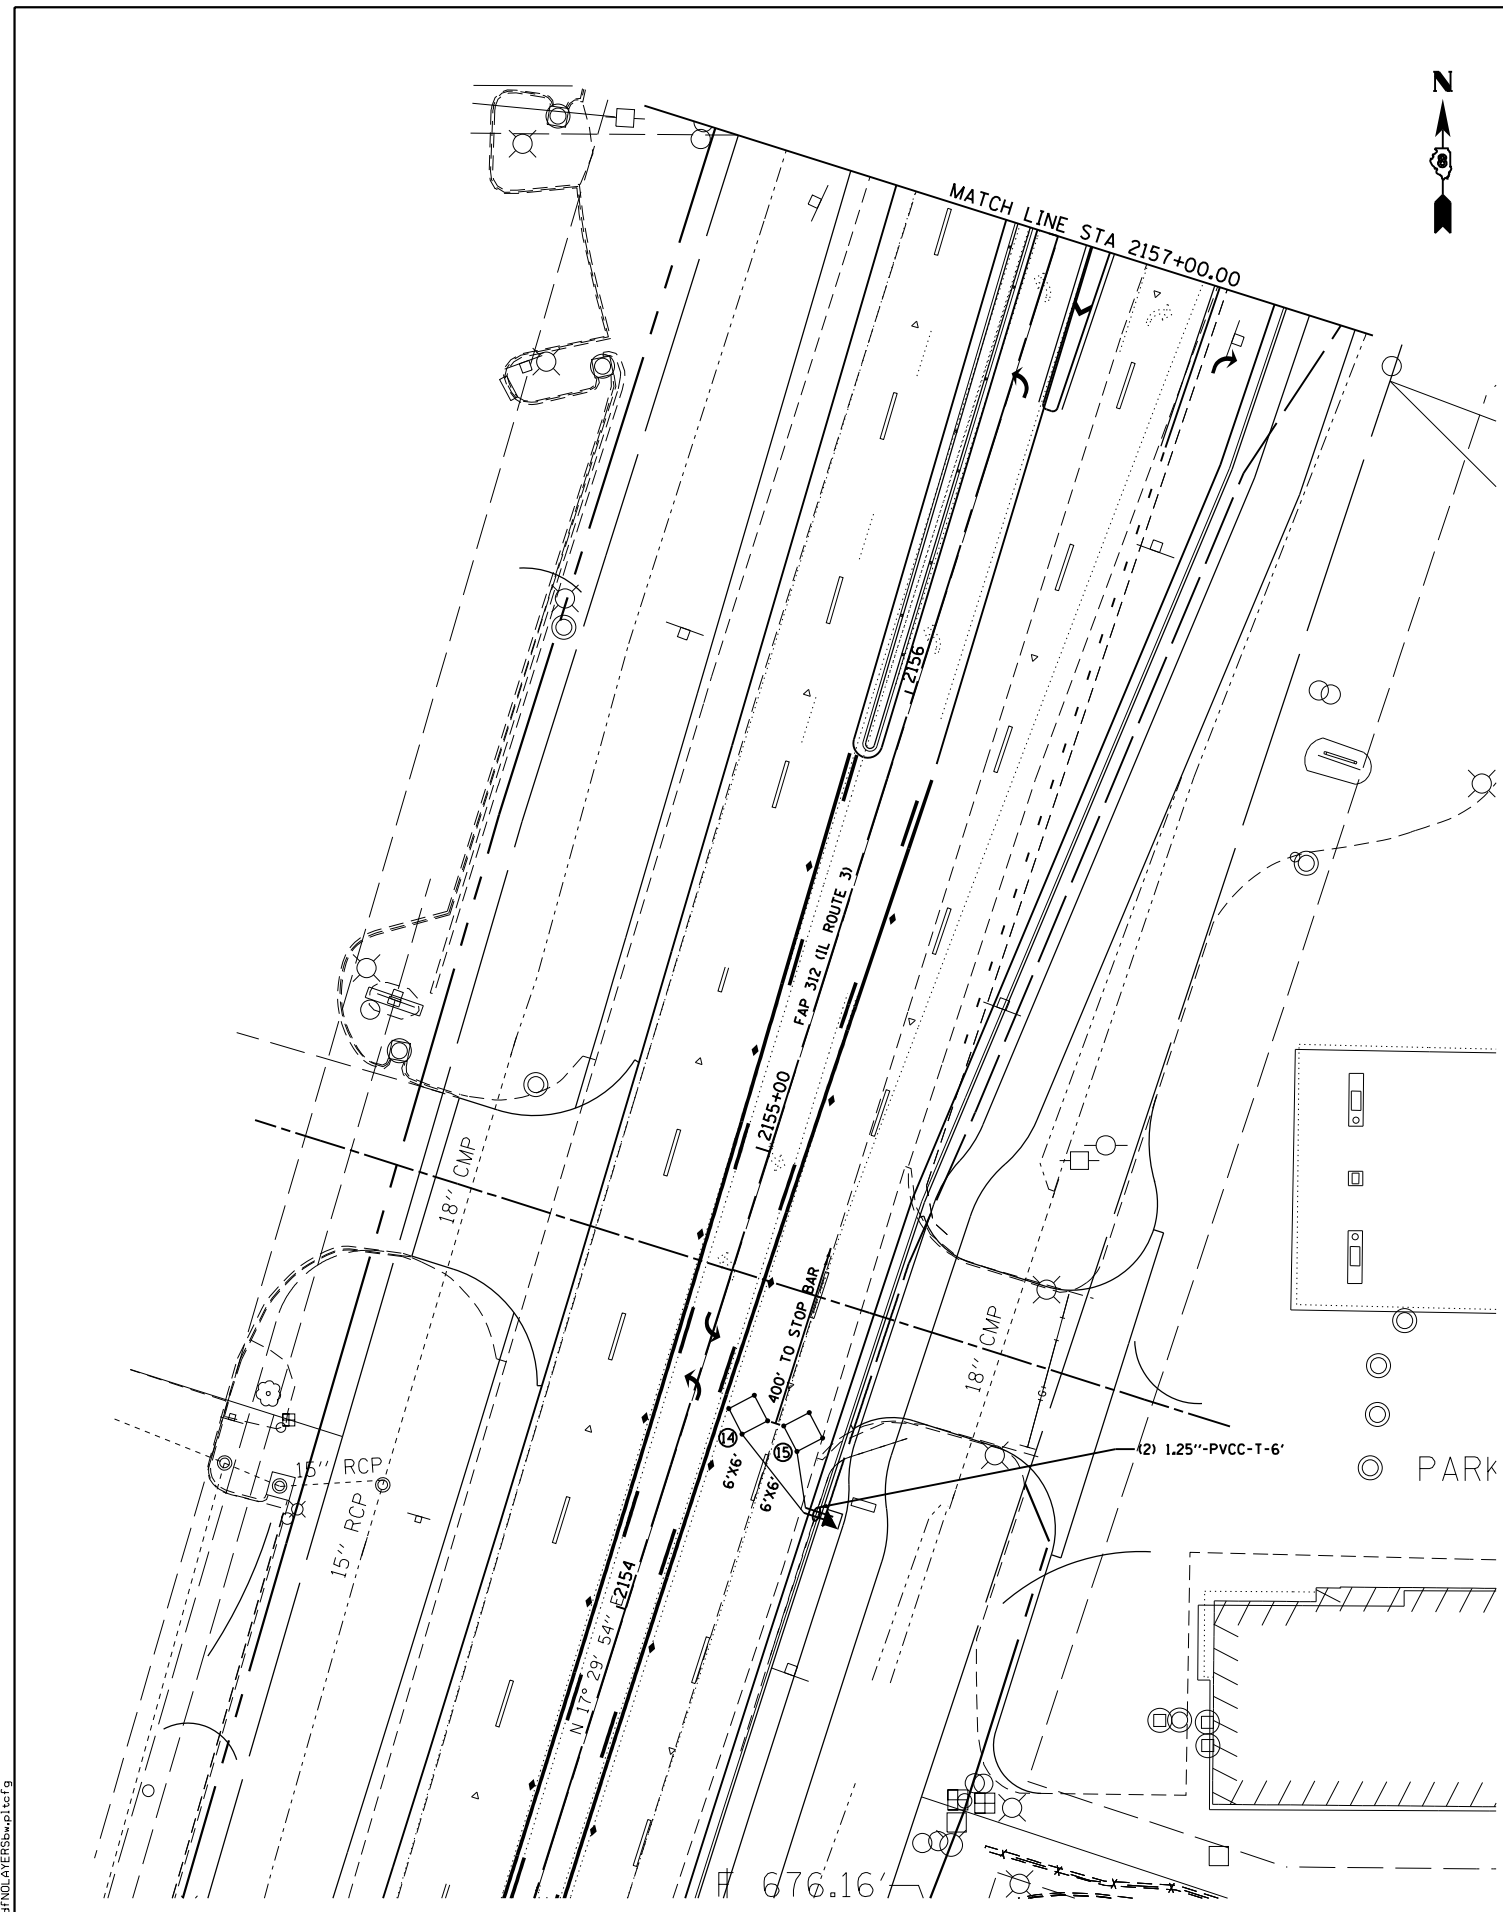 N
8
MATCH LINE STA 2157+00.00
2156
FAP 312 (IL ROUTE 3)
2155+00
18'' CMP
400' TO STOP BAR
18'' CMP
14
15
(2) 1.25''-PVCC-T-6'
6'X6'
6'X6'
15'' RCP
PARK
15'' RCP
G
2154
N 17° 29' 54'' E
676.16'